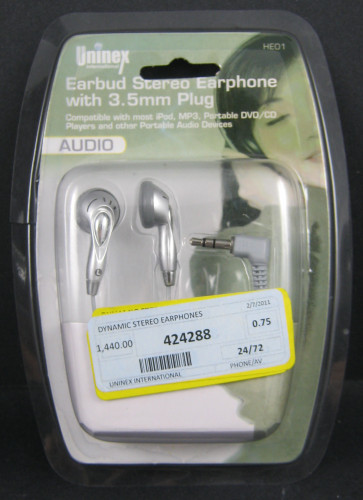 Uninex
INTERNATIONAL
HE01
Earbud Stereo Earphone
with 3.5mm Plug
Compatible with most iPod, MP3, Portable DVD/CD
Players and other Portable Audio Devices
AUDIO
DYNAMIC STEREO EARPHONES
2/7/2011
1,440.00
424288
0.75
24/72
PHONE/AV
UNINEX INTERNATIONAL